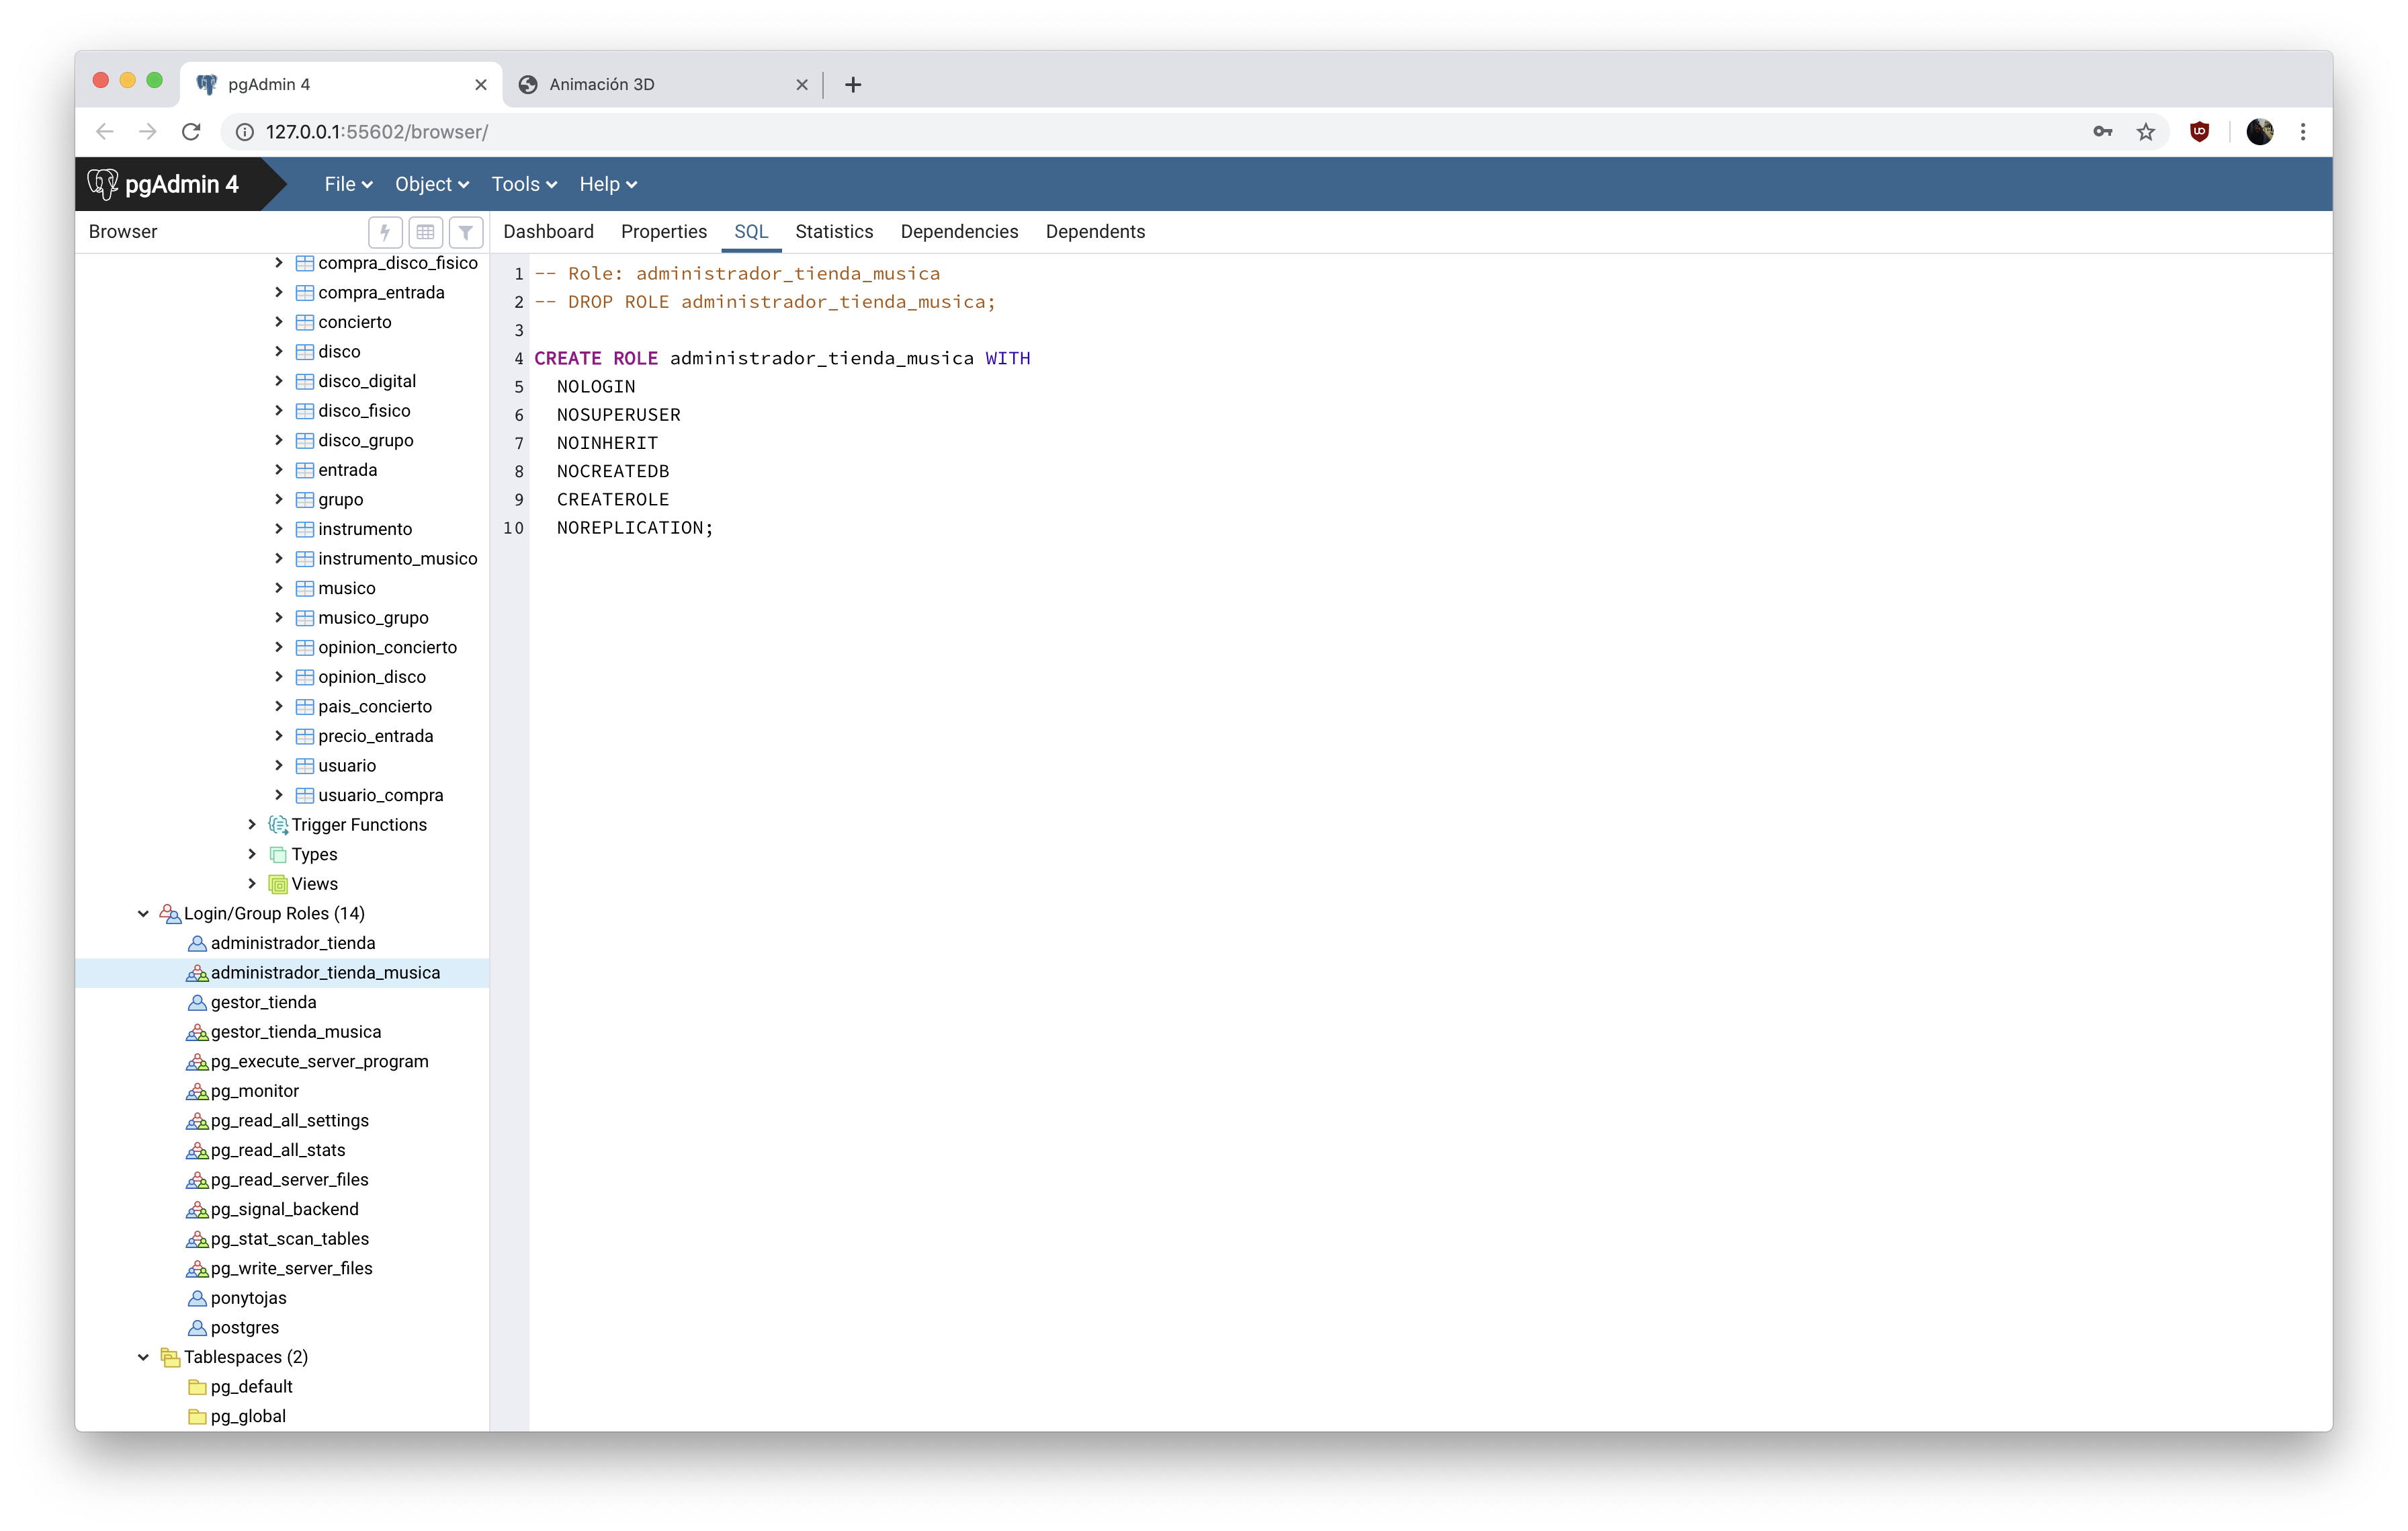 pgAdmin 4
Animación 3D
127.0.0.1:55602/browser/
pgAdmin 4
File
Object
Tools
Help
Browser
Dashboard
Properties
SQL
Statistics
Dependencies
Dependents
compra_disco_fisico
compra_entrada
concierto
disco
disco_digital
disco_fisico
disco_grupo
entrada
grupo
instrumento
instrumento_musico
musico
musico_grupo
opinion_concierto
opinion_disco
pais_concierto
precio_entrada
usuario
usuario_compra
Trigger Functions
Types
Views
Login/Group Roles (14)
administrador_tienda
administrador_tienda_musica
gestor_tienda
gestor_tienda_musica
pg_execute_server_program
pg_monitor
pg_read_all_settings
pg_read_all_stats
pg_read_server_files
pg_signal_backend
pg_stat_scan_tables
pg_write_server_files
ponytojas
postgres
Tablespaces (2)
pg_default
pg_global
1 -- Role: administrador_tienda_musica
2 -- DROP ROLE administrador_tienda_musica;
3
4 CREATE ROLE administrador_tienda_musica WITH
5 NOLOGIN
6 NOSUPERUSER
7 NOINHERIT
8 NOCREATEDB
9 CREATEROLE
10 NOREPLICATION;